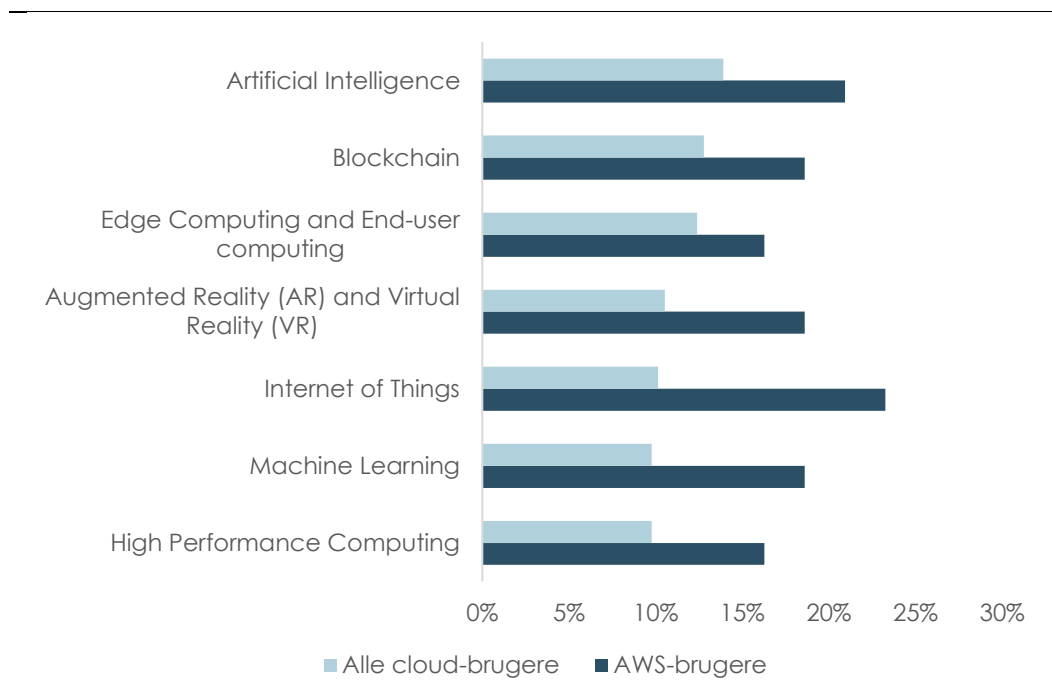 Artificial Intelligence
Blockchain
Edge Computing and End-user
computing
Augmented Reality (AR) and Virtual
Reality (VR)
Internet of Things
Machine Learning
High Performance Computing
0% 5% 10% 15% 20% 25% 30%
Alle cloud-brugere AWS-brugere